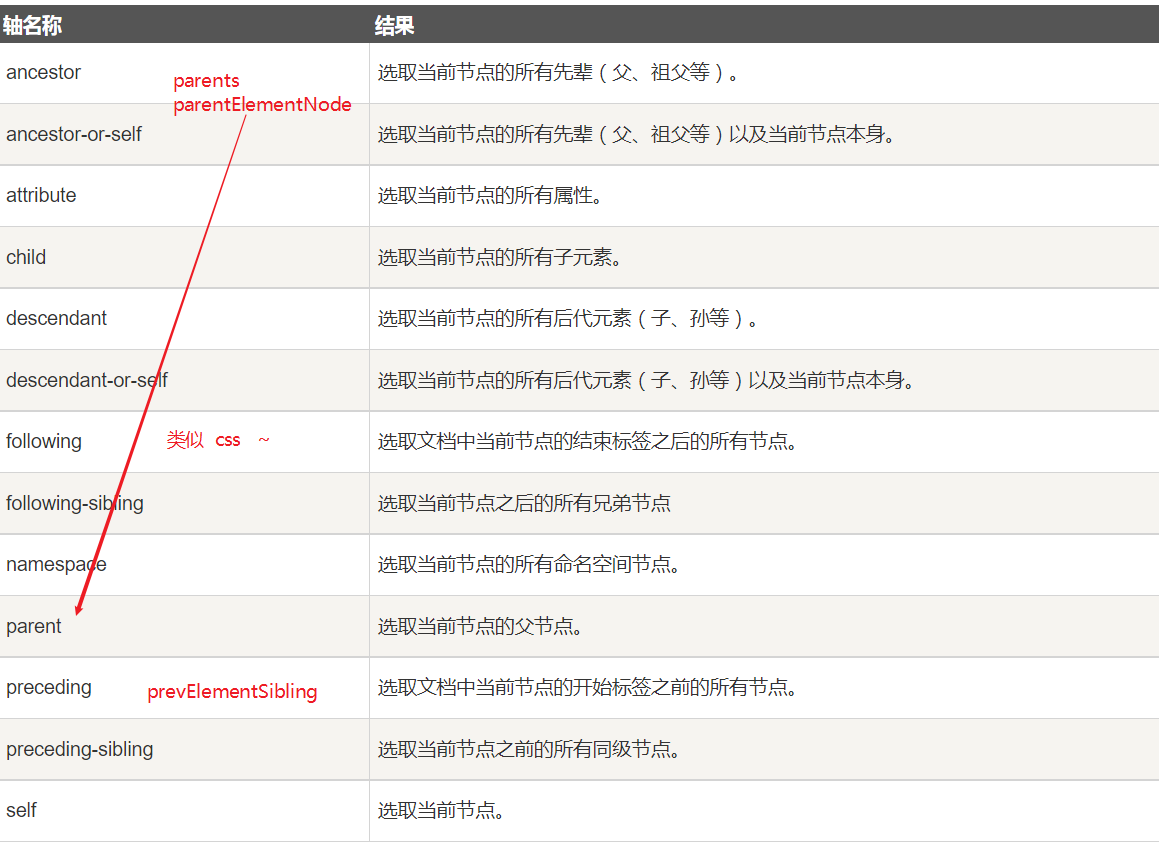 轴名称 结果
ancestor 选取当前节点的所有先辈（父、祖父等）。
parents
parentElementNode
ancestor-or-self 选取当前节点的所有先辈（父、祖父等）以及当前节点本身。
attribute 选取当前节点的所有属性。
child 选取当前节点的所有子元素。
descendant 选取当前节点的所有后代元素（子、孙等）。
descendant-or-self 选取当前节点的所有后代元素（子、孙等）以及当前节点本身。
following 类似 css ~ 选取文档中当前节点的结束标签之后的所有节点。
following-sibling 选取当前节点之后的所有兄弟节点
namespace 选取当前节点的所有命名空间节点。
parent 选取当前节点的父节点。
preceding prevElementSibling 选取文档中当前节点的开始标签之前的所有节点。
preceding-sibling 选取当前节点之前的所有同级节点。
self 选取当前节点。